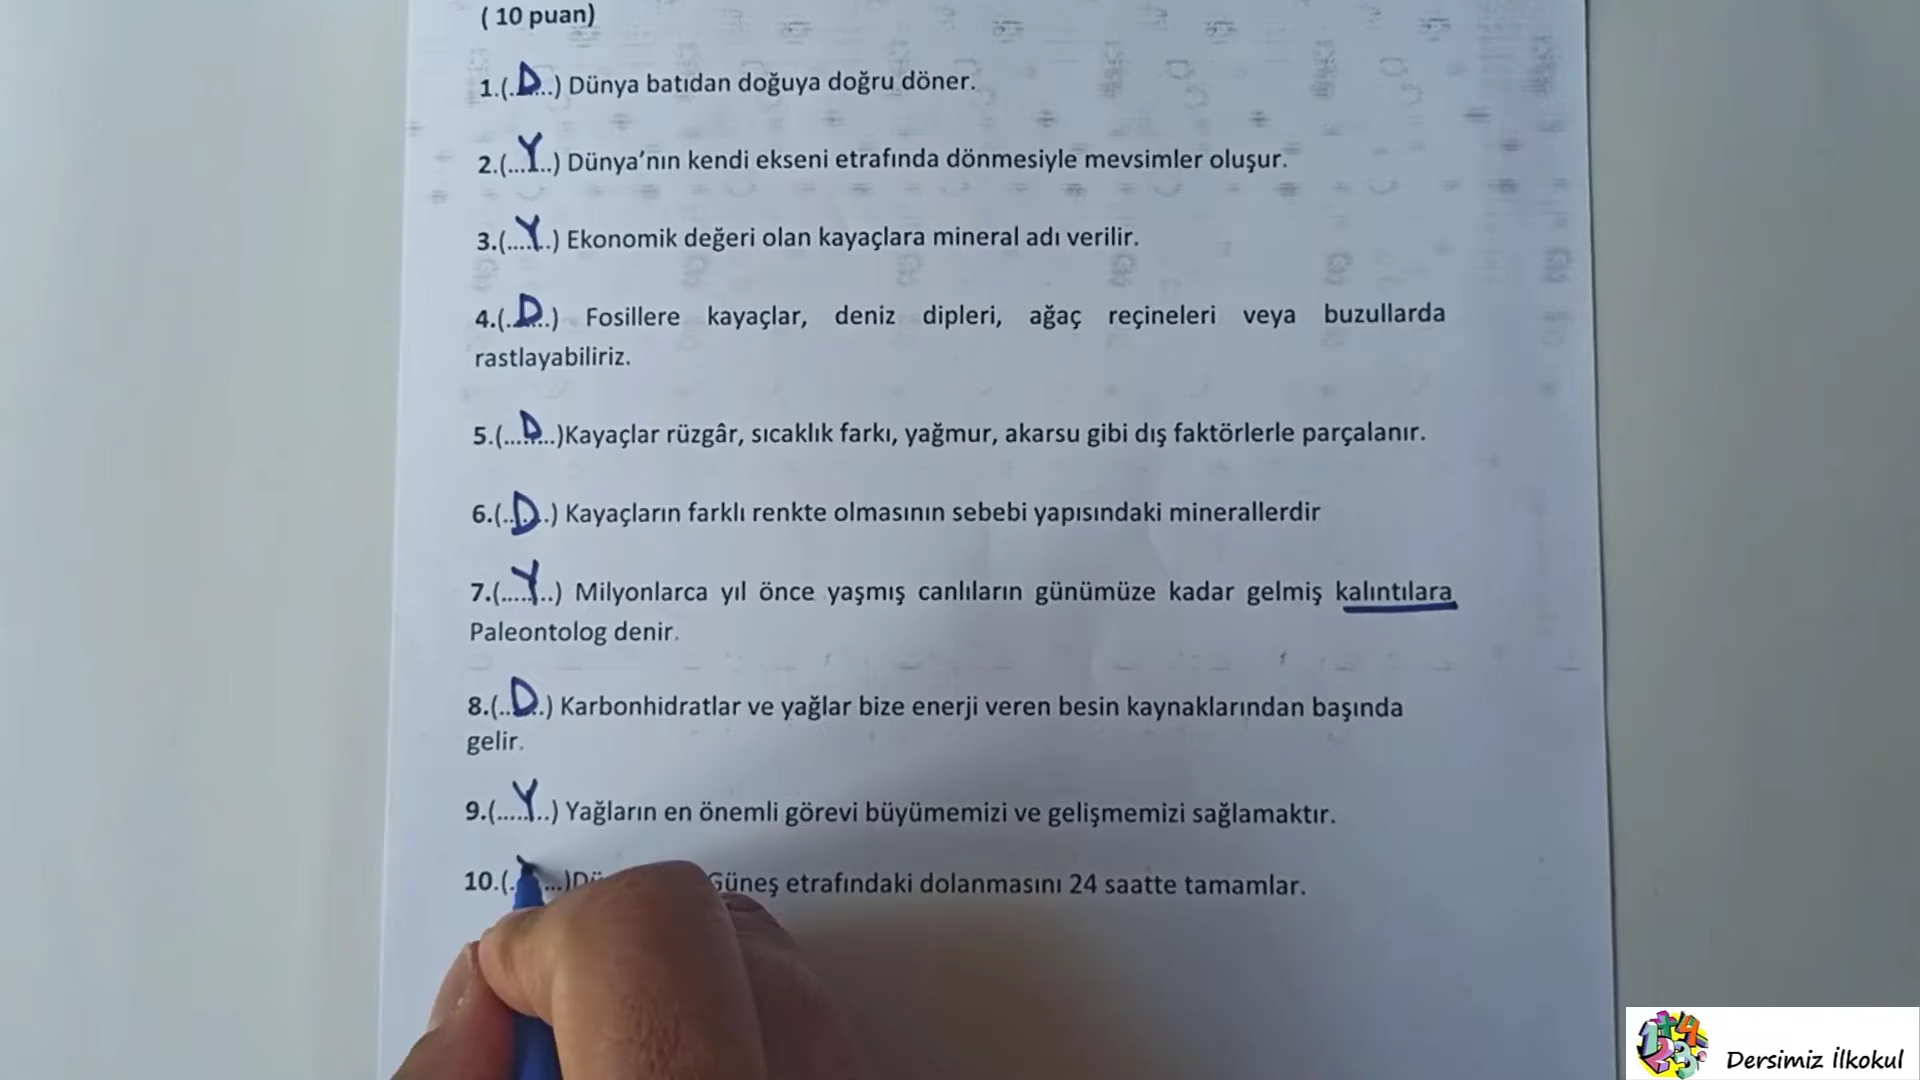 ( 10 puan)
1.(.D...) Dünya batıdan doğuya doğru döner.
2.(...Y..) Dünya’nın kendi ekseni etrafında dönmesiyle mevsimler oluşur.
3.(....Y..) Ekonomik değeri olan kayaçlara mineral adı verilir.
4.(.D...) Fosillere kayaçlar, deniz dipleri, ağaç reçineleri veya buzullarda
rastlayabiliriz.
5.(...D...)Kayaçlar rüzgâr, sıcaklık farkı, yağmur, akarsu gibi dış faktörlerle parçalanır.
6.(..D..) Kayaçların farklı renkte olmasının sebebi yapısındaki minerallerdir
7.(....Y..) Milyonlarca yıl önce yaşmış canlıların günümüze kadar gelmiş kalıntılara
Paleontolog denir.
8.(..D..) Karbonhidratlar ve yağlar bize enerji veren besin kaynaklarından başında
gelir.
9.(....Y..) Yağların en önemli görevi büyümemizi ve gelişmemizi sağlamaktır.
10.(. ...) Güneş etrafındaki dolanmasını 24 saatte tamamlar.
Dersimiz İlkokul